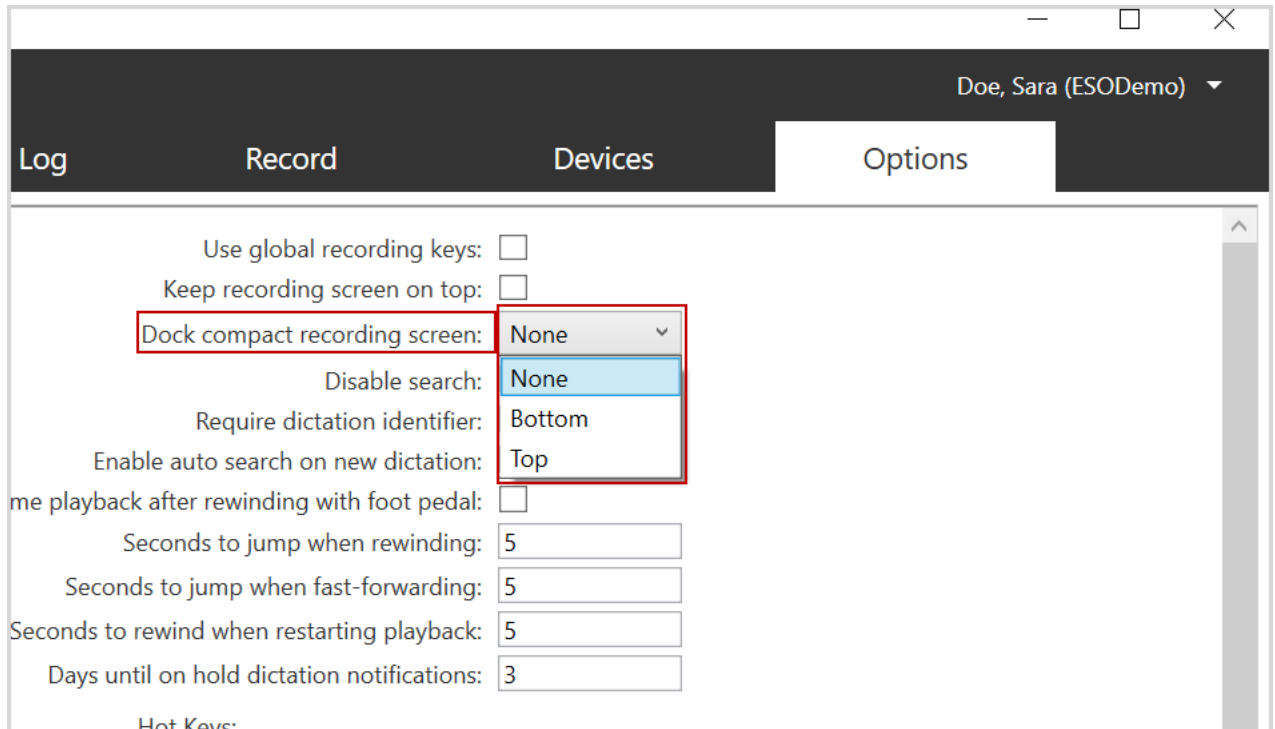 Doe, Sara (ESODemo)
Log Record Devices Options
Use global recording keys:
Keep recording screen on top:
Dock compact recording screen: None
None
Disable search:
Bottom
Require dictation identifier:
Top
Enable auto search on new dictation:
me playback after rewinding with foot pedal:
Seconds to jump when rewinding: 5
Seconds to jump when fast-forwarding: 5
Seconds to rewind when restarting playback: 5
Days until on hold dictation notifications: 3
Hot Keys: